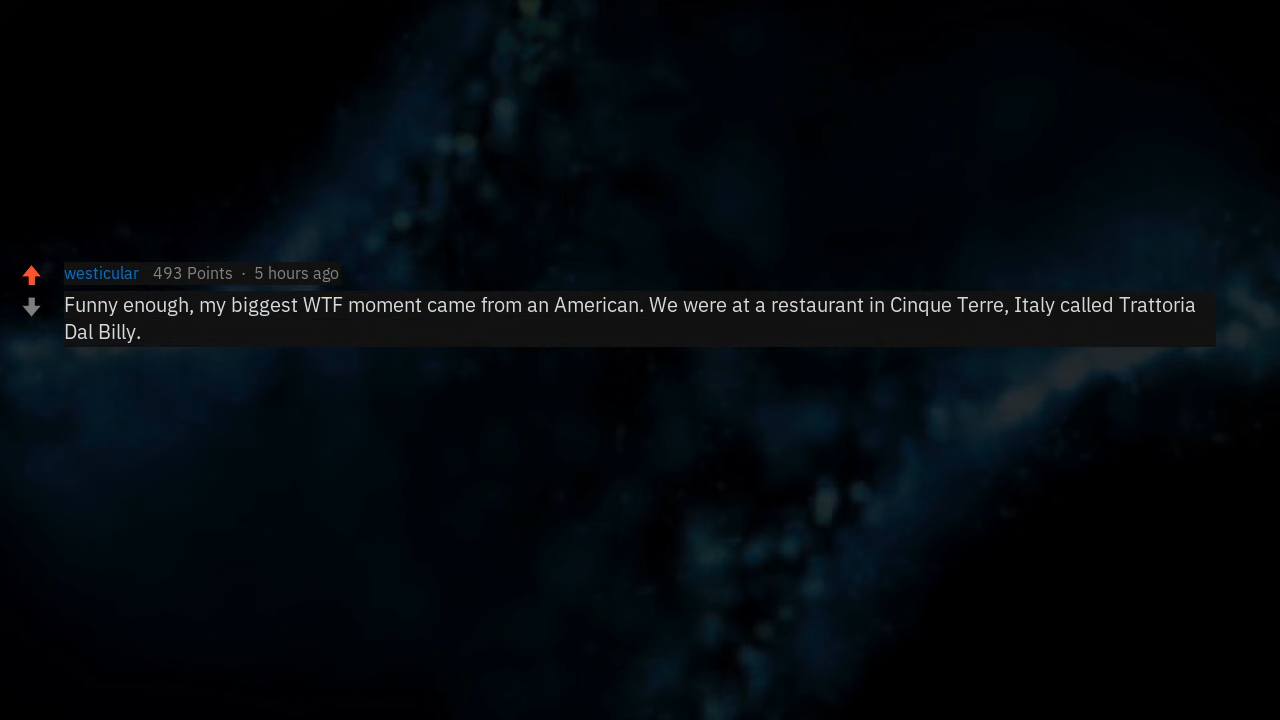 westicular 493 Points · 5 hours ago
Funny enough, my biggest WTF moment came from an American. We were at a restaurant in Cinque Terre, Italy called Trattoria
Dal Billy.